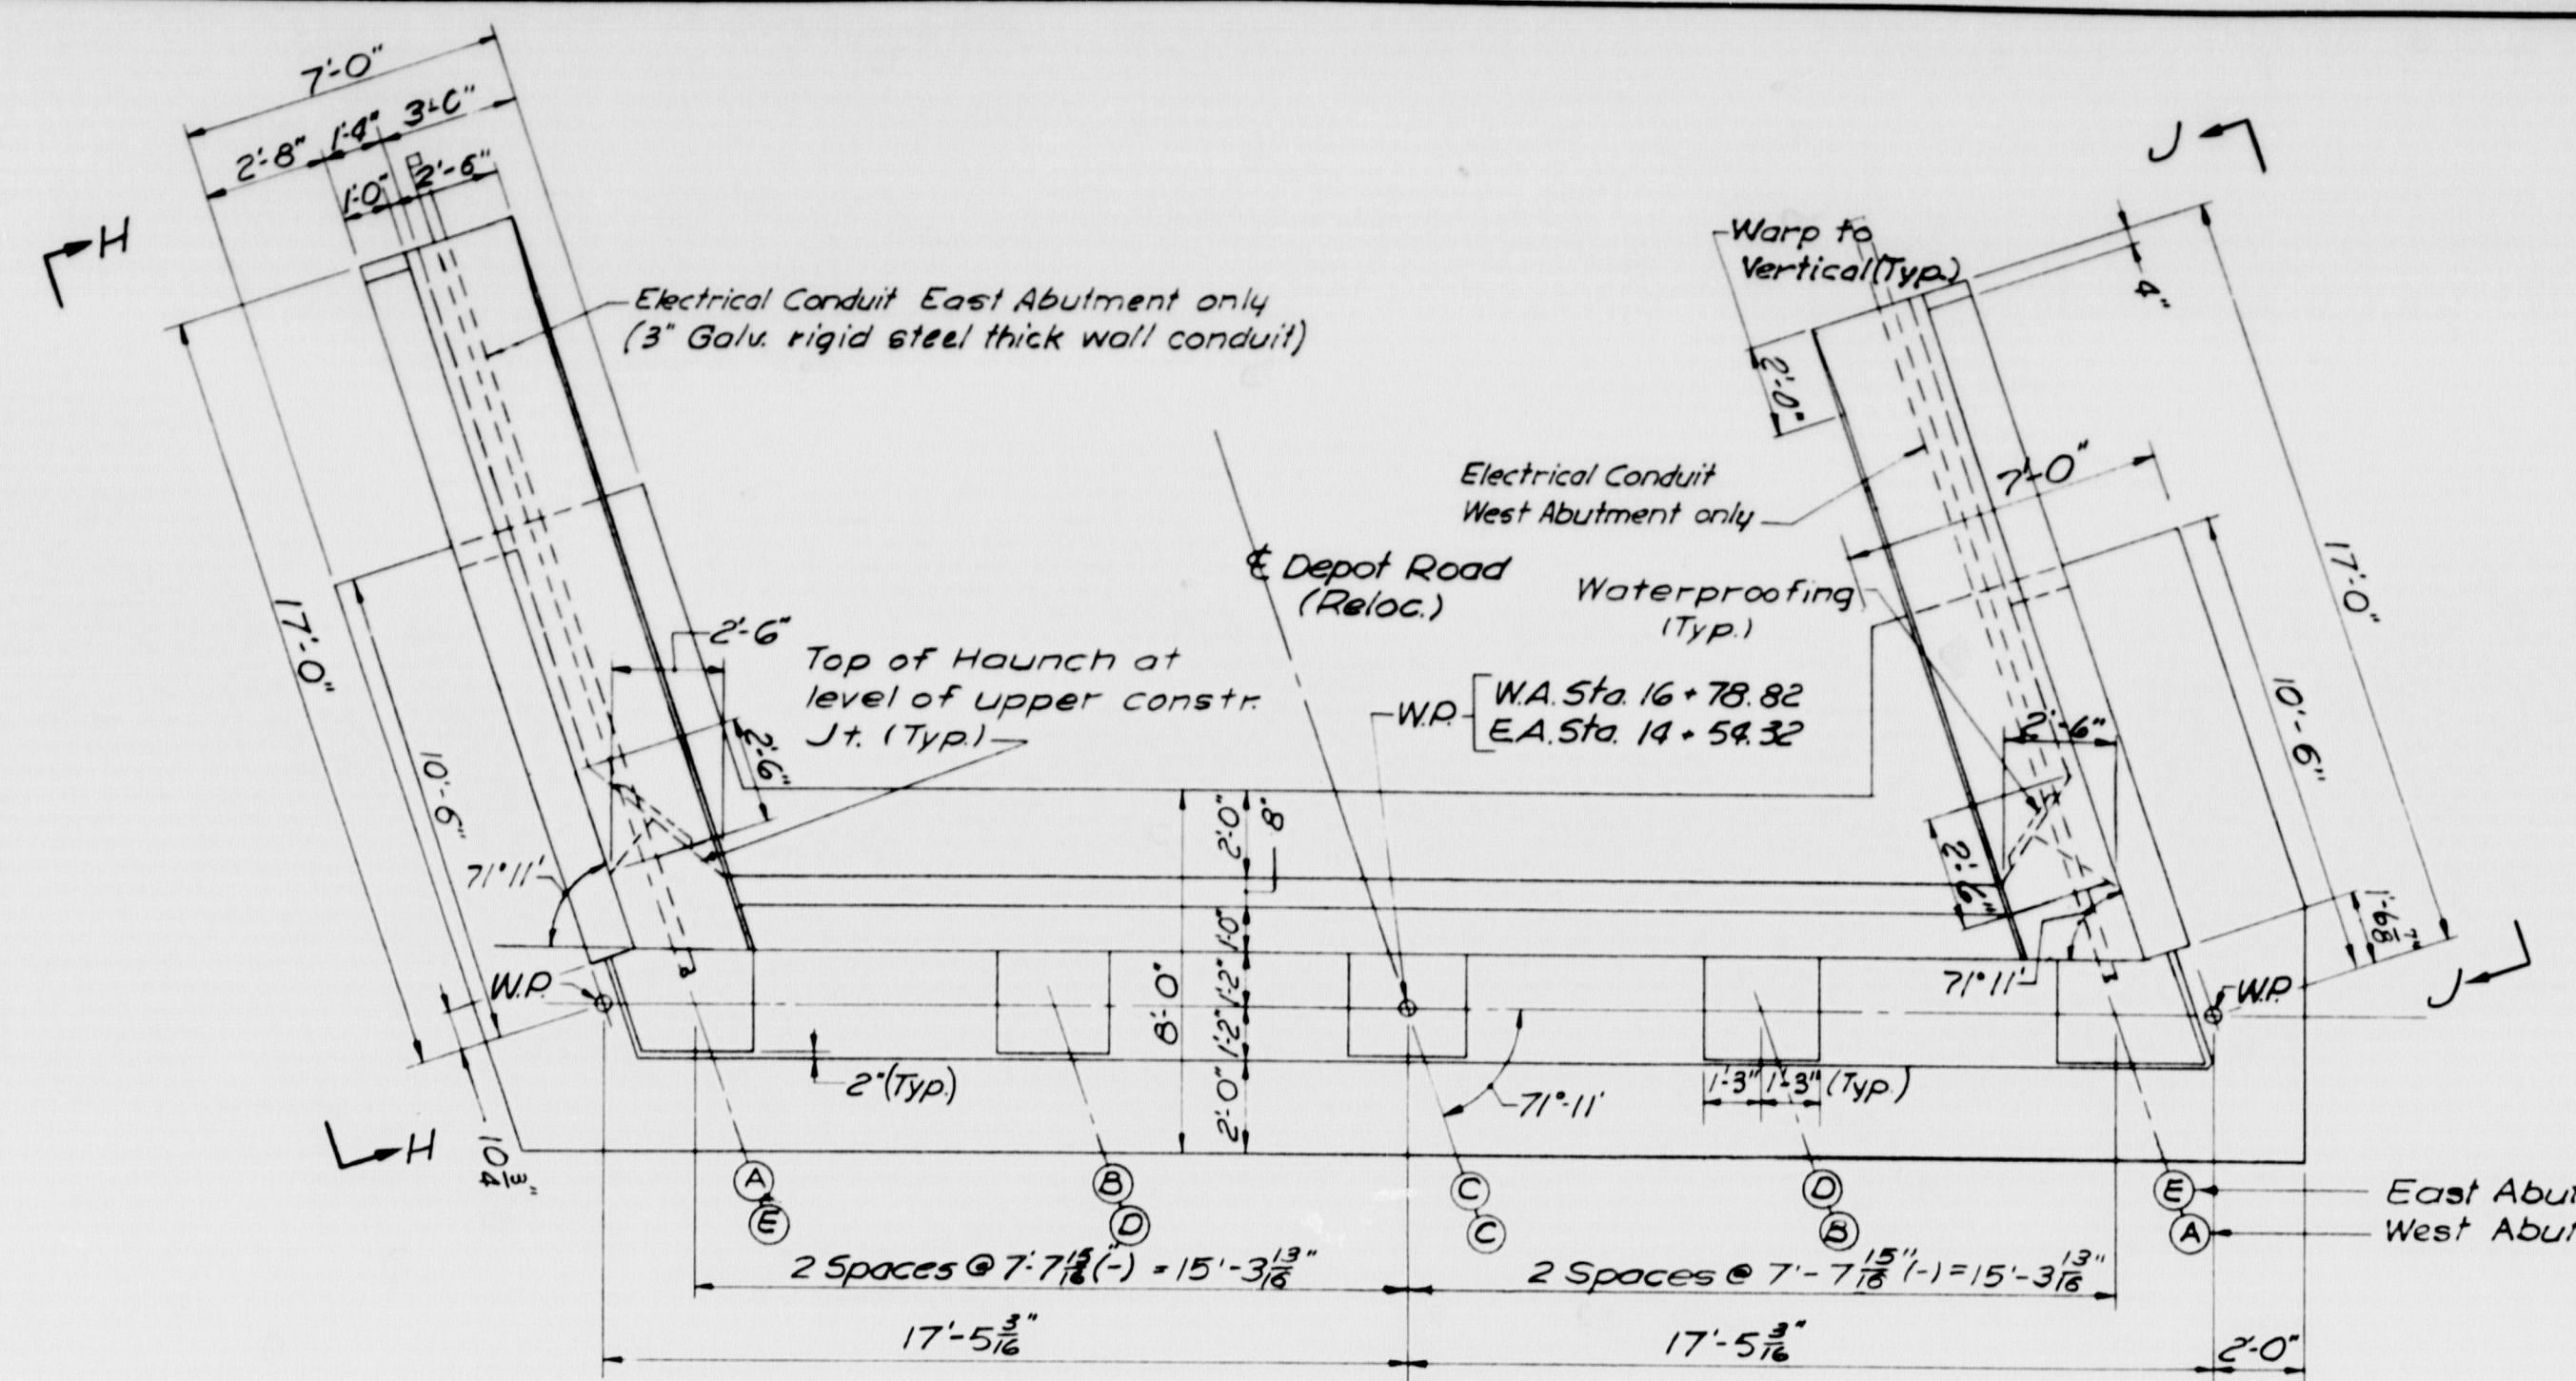 7'-0"
2'-8"
1'-4"
3'-0"
1'-0"
2'-6"
H
J
Warp to
Vertical (Typ.)
4"
Electrical Conduit East Abutment only
(3" Galv. rigid steel thick wall conduit)
2'-0"
7'-0"
Electrical Conduit
West Abutment only
℄ Depot Road
(Reloc.)
Waterproofing
(Typ.)
17'-0"
17'-0"
2'-6"
Top of Haunch at
level of upper constr.
Jt. (Typ.)
W.P.
W.A. Sta. 16 + 78.82
E.A. Sta. 14 + 54.32
10'-6"
2'-6"
10'-6"
2'-6"
2'-0"
8"
2'-6"
71°11'
1'-6 7/8"
1'-0"
W.P.
8'-0"
1'-2"
1'-2"
71°11'
W.P.
J
2" (Typ.)
2'-0"
71°-11'
1'-3" 1'-3" (Typ.)
H
10 3/4"
A
B
C
D
E
East Abut
E
D
C
B
A
West Abut
2 Spaces @ 7'-7 15/16" (-) = 15'-3 13/16"
2 Spaces @ 7'-7 15/16" (-) = 15'-3 13/16"
17'-5 3/16"
17'-5 3/16"
2'-0"